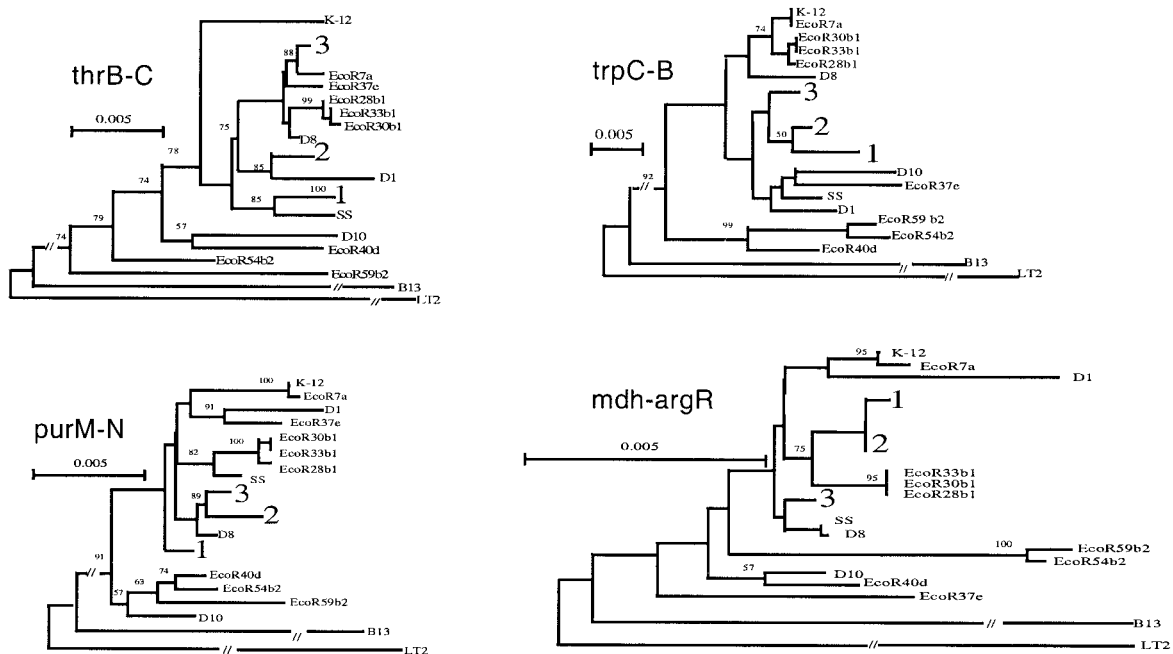 thrB-C
0.005
K-12
88
3
EcoR7a
EcoR37e
EcoR28b1
99
EcoR33b1
EcoR30b1
D8
75
2
85
D1
78
100
1
85
SS
74
57
D10
EcoR40d
79
EcoR54b2
74
EcoR59b2
B13
LT2
trpC-B
0.005
K-12
EcoR7a
74
EcoR30b1
EcoR33b1
EcoR28b1
D8
3
2
50
1
D10
EcoR37e
SS
D1
92
EcoR59 b2
99
EcoR54b2
EcoR40d
B13
LT2
purM-N
0.005
100
K-12
EcoR7a
91
D1
EcoR37e
EcoR30b1
100
82
EcoR33b1
EcoR28b1
SS
3
89
2
D8
1
91
EcoR40d
74
63
EcoR54b2
57
EcoR59b2
D10
B13
LT2
mdh-argR
0.005
95
K-12
EcoR7a
D1
1
75
2
EcoR33b1
95
EcoR30b1
EcoR28b1
3
SS
D8
100
EcoR59b2
EcoR54b2
57
D10
EcoR40d
EcoR37e
B13
LT2